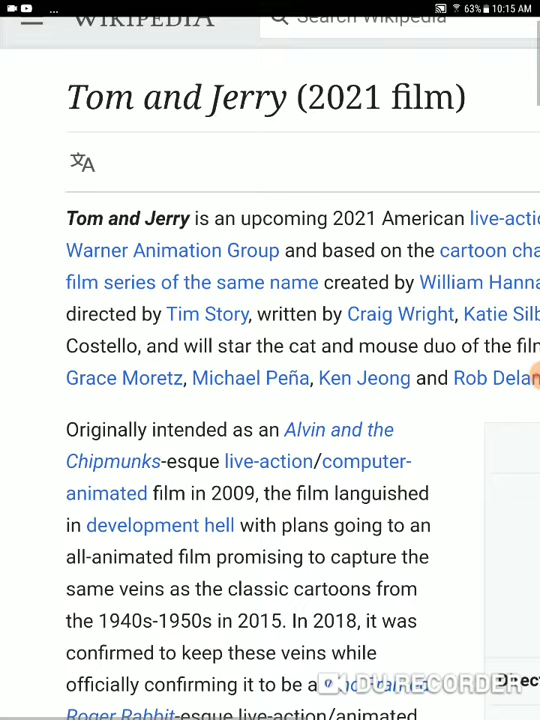 ... 63% 10:15 AM
WIKIPEDIA Search Wikipedia
Tom and Jerry (2021 film)
文A
Tom and Jerry is an upcoming 2021 American live-actio
Warner Animation Group and based on the cartoon cha
film series of the same name created by William Hanna
directed by Tim Story, written by Craig Wright, Katie Silb
Costello, and will star the cat and mouse duo of the film
Grace Moretz, Michael Peña, Ken Jeong and Rob Delan
Originally intended as an Alvin and the
Chipmunks-esque live-action/computer-
animated film in 2009, the film languished
in development hell with plans going to an
all-animated film promising to capture the
same veins as the classic cartoons from
the 1940s-1950s in 2015. In 2018, it was
confirmed to keep these veins while
officially confirming it to be a Who Framed
DU RECORDER
Direct
Roger Rabbit-esque live-action/animated